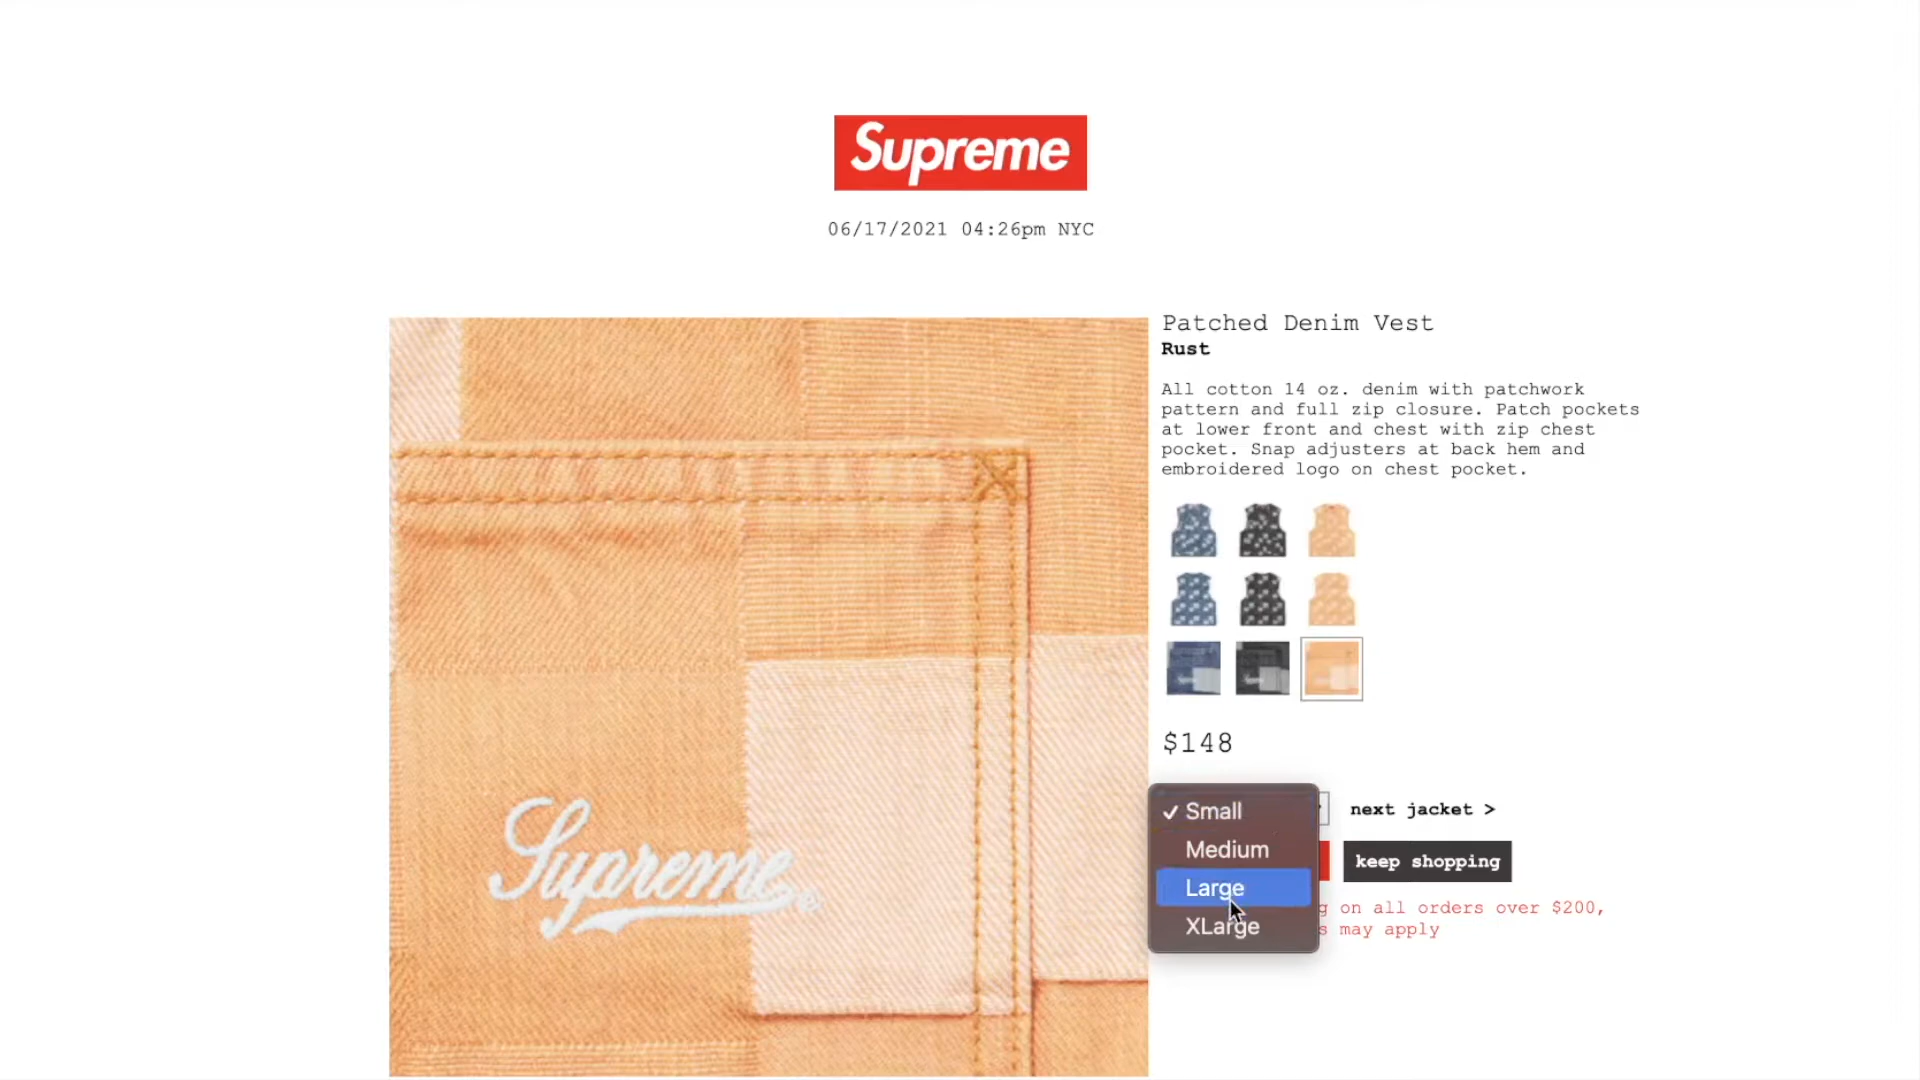 Supreme
06/17/2021 04:26pm NYC
Patched Denim Vest
Rust
All cotton 14 oz. denim with patchwork
pattern and full zip closure. Patch pockets
at lower front and chest with zip chest
pocket. Snap adjusters at back hem and
embroidered logo on chest pocket.
$148
✓ Small
Medium
Large
XLarge
next jacket >
keep shopping
g on all orders over $200,
s may apply
Supreme®